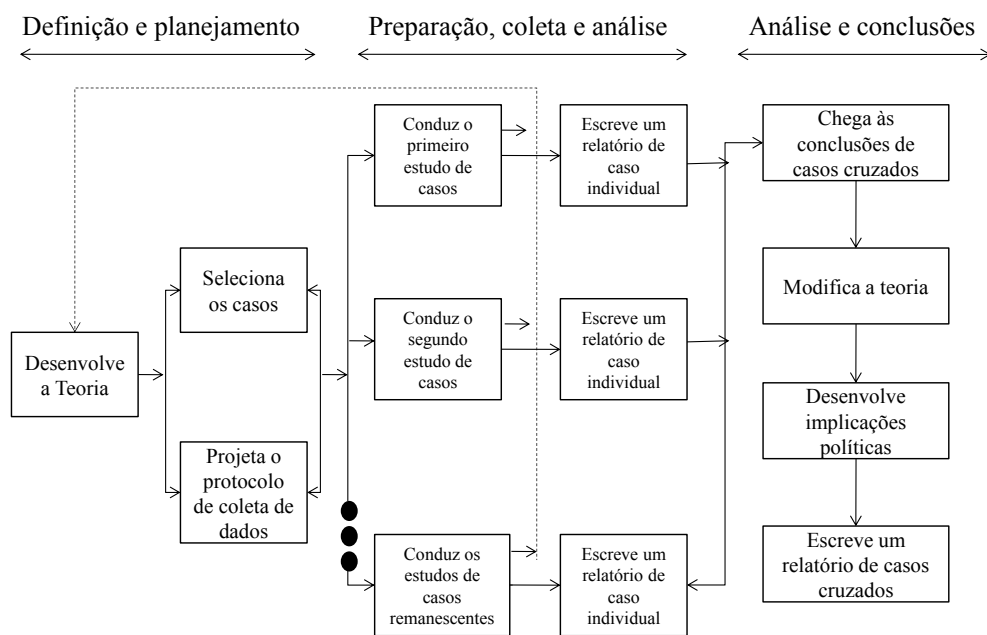 Definição e planejamento
Preparação, coleta e análise
Análise e conclusões
Desenvolve
a Teoria
Seleciona
os casos
Projeta o
protocolo
de coleta de
dados
Conduz o
primeiro
estudo de
casos
Escreve um
relatório de
caso
individual
Conduz o
segundo
estudo de
casos
Escreve um
relatório de
caso
individual
Conduz os
estudos de
casos
remanescentes
Escreve um
relatório de
caso
individual
Chega às
conclusões de
casos cruzados
Modifica a teoria
Desenvolve
implicações
políticas
Escreve um
relatório de casos
cruzados